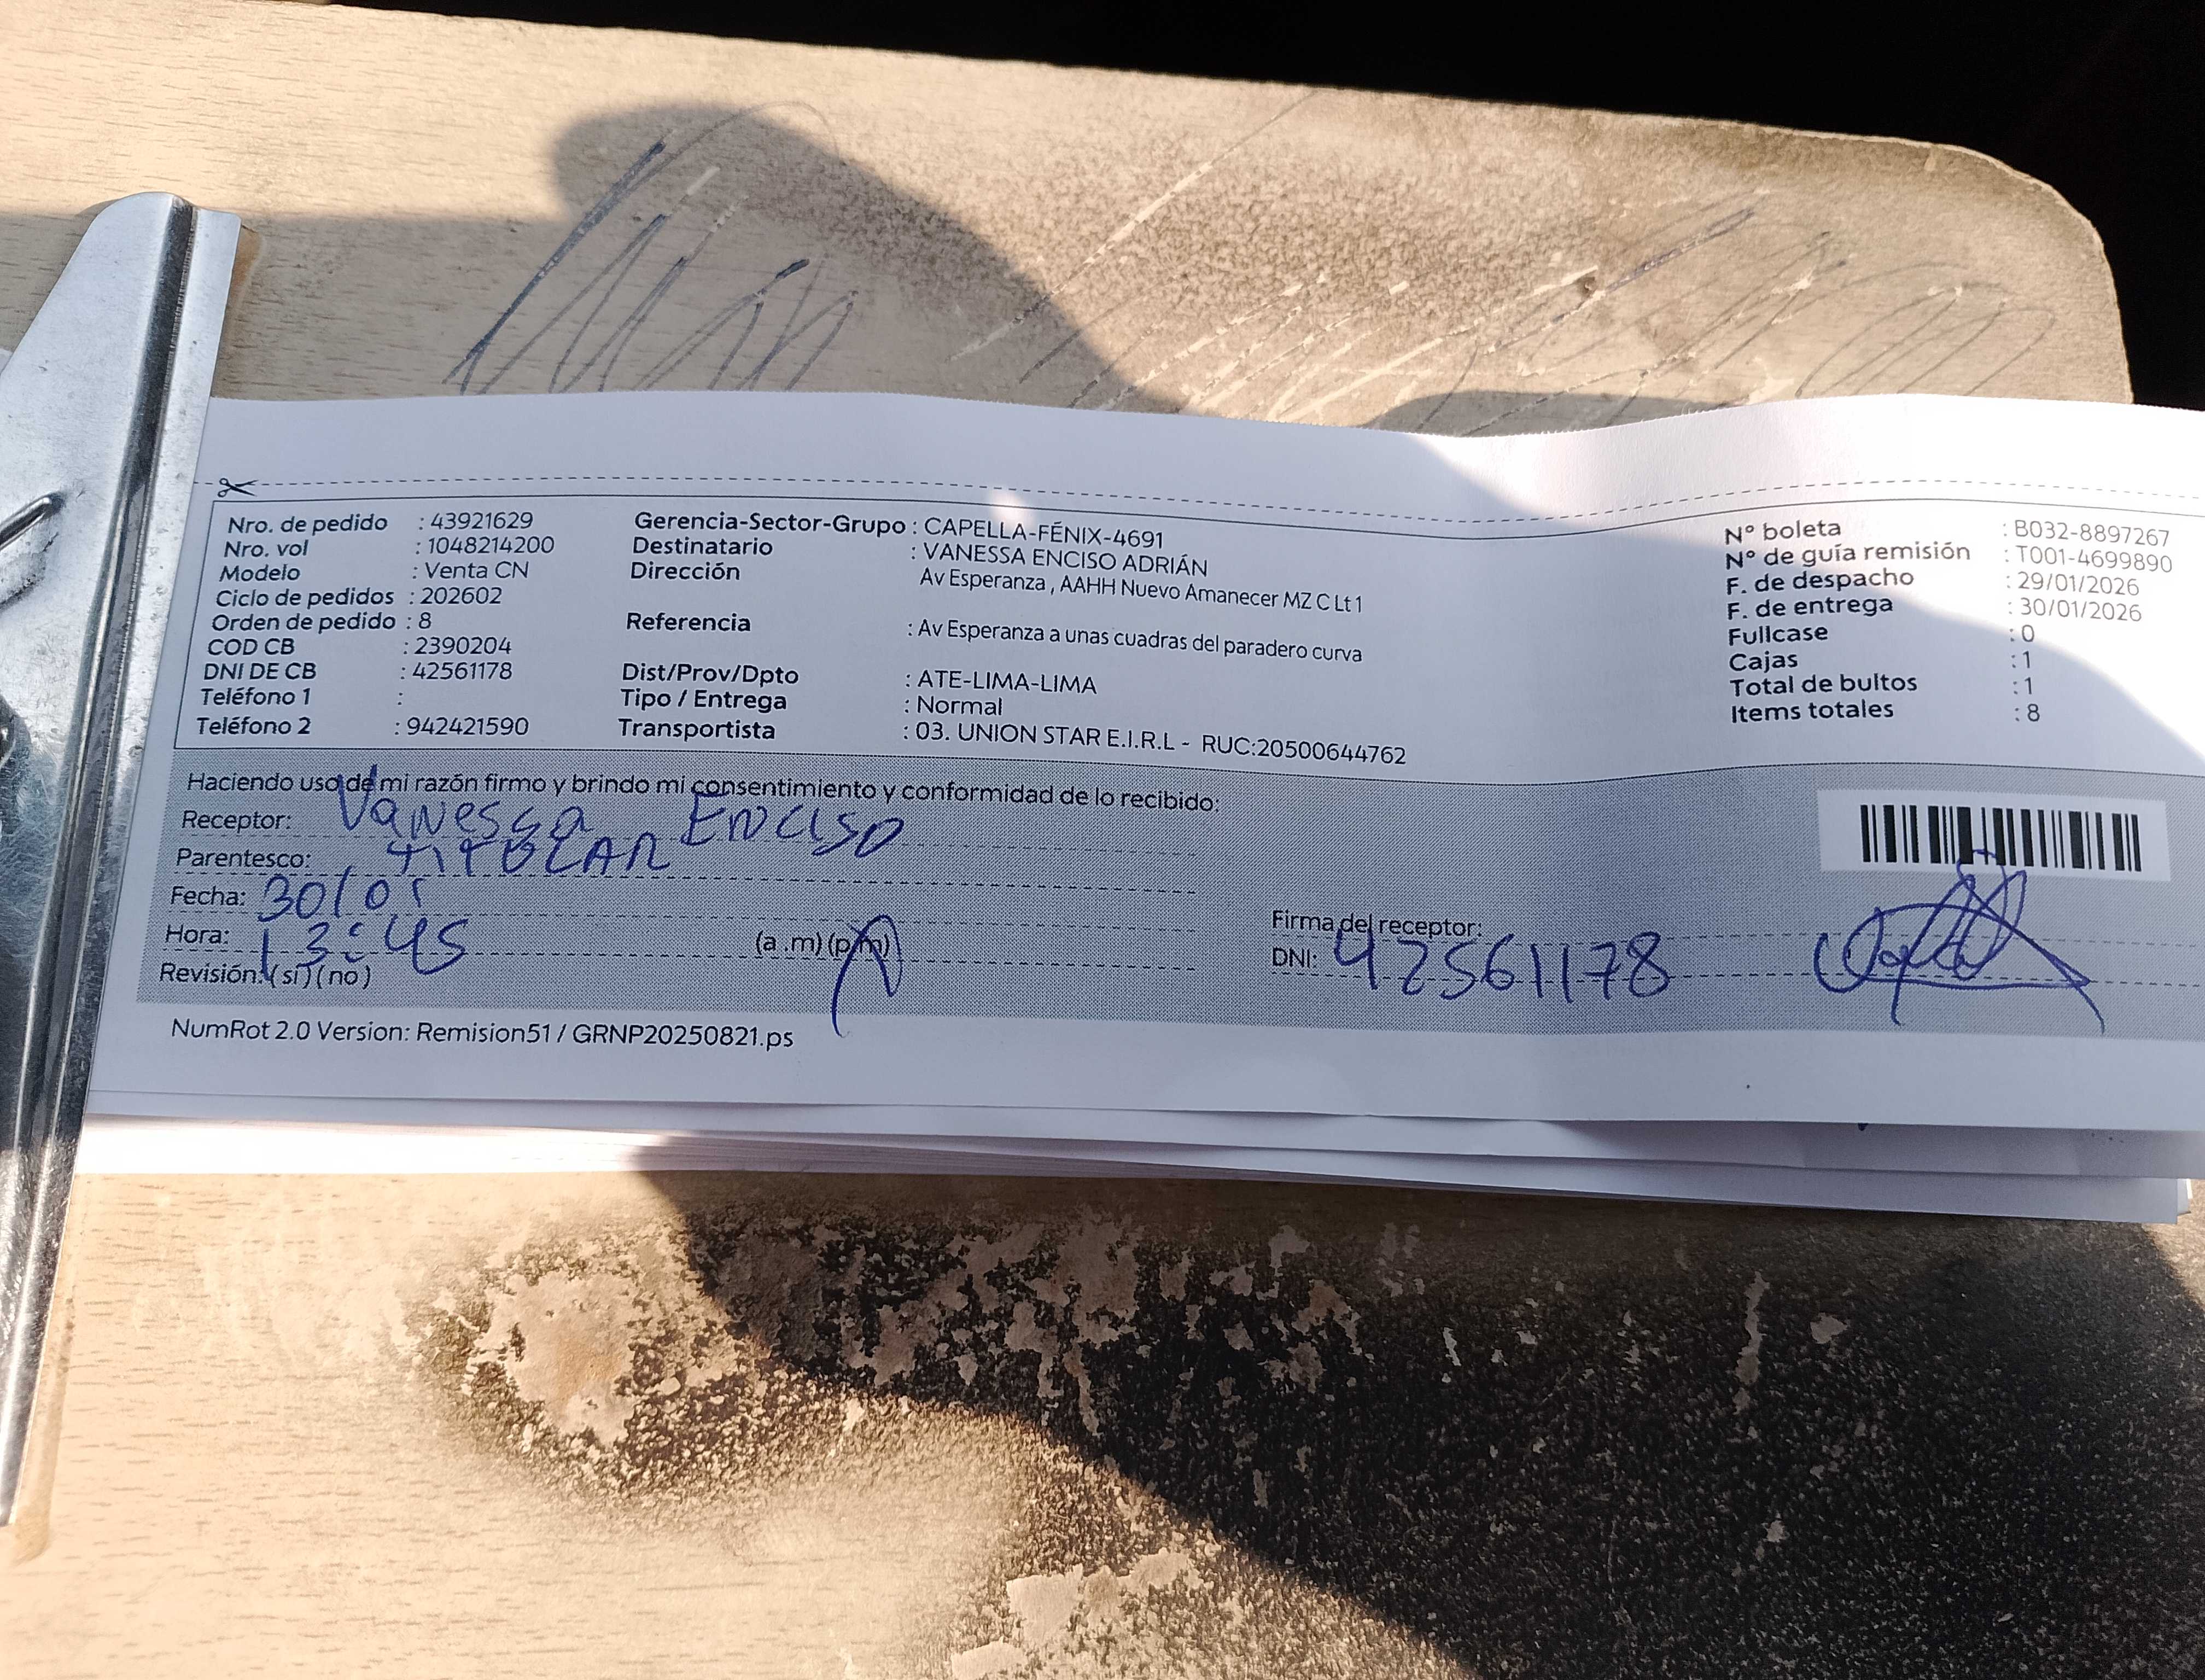 Nro. de pedido : 43921629
Nro. vol : 1048214200
Modelo : Venta CN
Ciclo de pedidos : 202602
Orden de pedido : 8
COD CB : 2390204
DNI DE CB : 42561178
Teléfono 1 :
Teléfono 2 : 942421590
Gerencia-Sector-Grupo : CAPELLA-FÉNIX-4691
Destinatario : VANESSA ENCISO ADRIÁN
Dirección Av Esperanza , AAHH Nuevo Amanecer MZ C Lt 1
Referencia : Av Esperanza a unas cuadras del paradero curva
Dist/Prov/Dpto : ATE-LIMA-LIMA
Tipo / Entrega : Normal
Transportista : 03. UNION STAR E.I.R.L - RUC:20500644762
N° boleta : B032-8897267
N° de guía remisión : T001-4699890
F. de despacho : 29/01/2026
F. de entrega : 30/01/2026
Fullcase : 0
Cajas : 1
Total de bultos : 1
Items totales : 8
Haciendo uso de mi razón firmo y brindo mi consentimiento y conformidad de lo recibido:
Receptor: Vanessa Enciso
Parentesco: TITULAR
Fecha: 30/01
Hora: 13:45 (a .m) (p.m)
Revisión: (si) (no)
Firma del receptor:
DNI: 42561178
NumRot 2.0 Version: Remision51 / GRNP20250821.ps